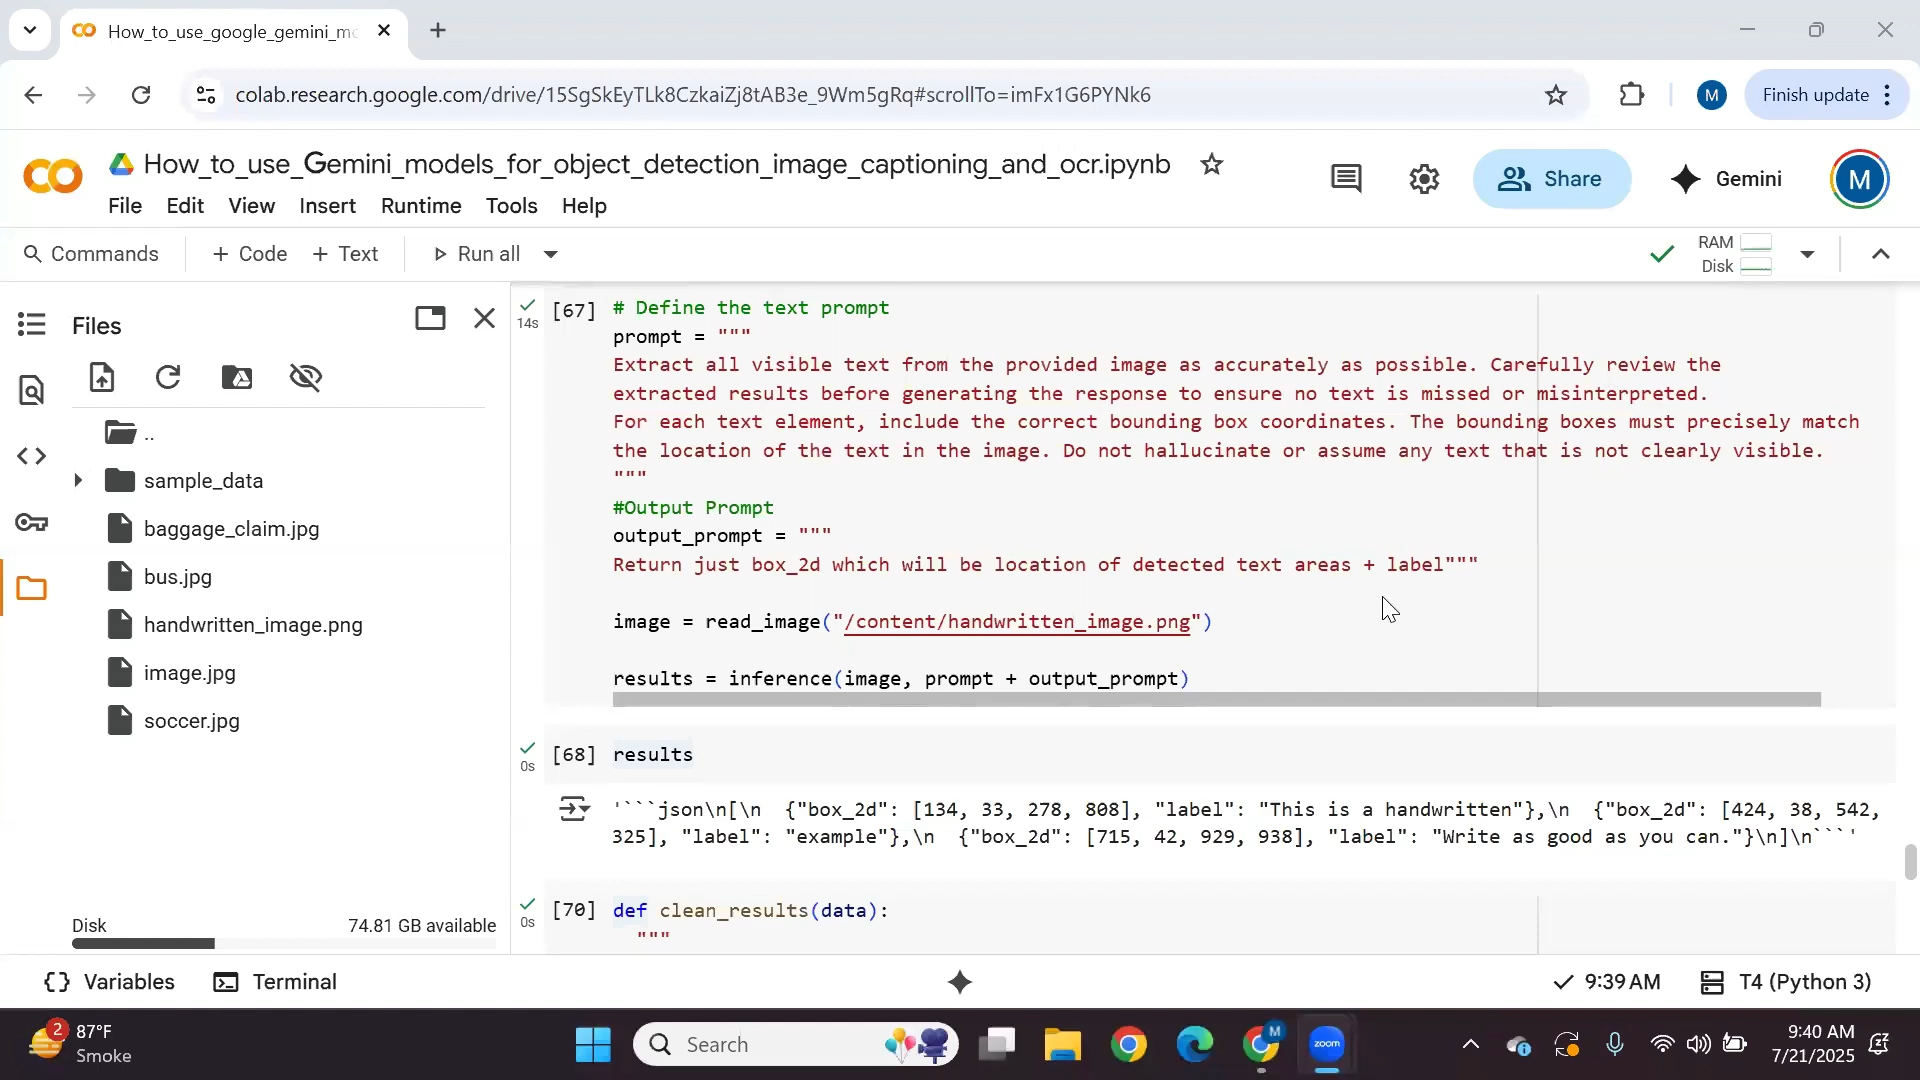 How_to_use_google_gemini_mo
colab.research.google.com/drive/15SgSkEyTLk8CzkaiZj8tAB3e_9Wm5gRq#scrollTo=imFx1G6PYNk6
M
Finish update
How_to_use_Gemini_models_for_object_detection_image_captioning_and_ocr.ipynb
Share
Gemini
M
File Edit View Insert Runtime Tools Help
Commands
+ Code + Text
Run all
RAM
Disk
Files
..
sample_data
baggage_claim.jpg
bus.jpg
handwritten_image.png
image.jpg
soccer.jpg
Disk 74.81 GB available
14s
[67] # Define the text prompt
prompt = """
Extract all visible text from the provided image as accurately as possible. Carefully review the
extracted results before generating the response to ensure no text is missed or misinterpreted.
For each text element, include the correct bounding box coordinates. The bounding boxes must precisely match
the location of the text in the image. Do not hallucinate or assume any text that is not clearly visible.
"""
#Output Prompt
output_prompt = """
Return just box_2d which will be location of detected text areas + label"""
image = read_image("/content/handwritten_image.png")
results = inference(image, prompt + output_prompt)
0s
[68] results
'```json\n[\n  {"box_2d": [134, 33, 278, 808], "label": "This is a handwritten"},\n  {"box_2d": [424, 38, 542,
325], "label": "example"},\n  {"box_2d": [715, 42, 929, 938], "label": "Write as good as you can."}\n]\n```'
0s
[70] def clean_results(data):
"""
{} Variables
Terminal
9:39 AM
T4 (Python 3)
2
87°F
Smoke
Search
M
zoom
9:40 AM
7/21/2025